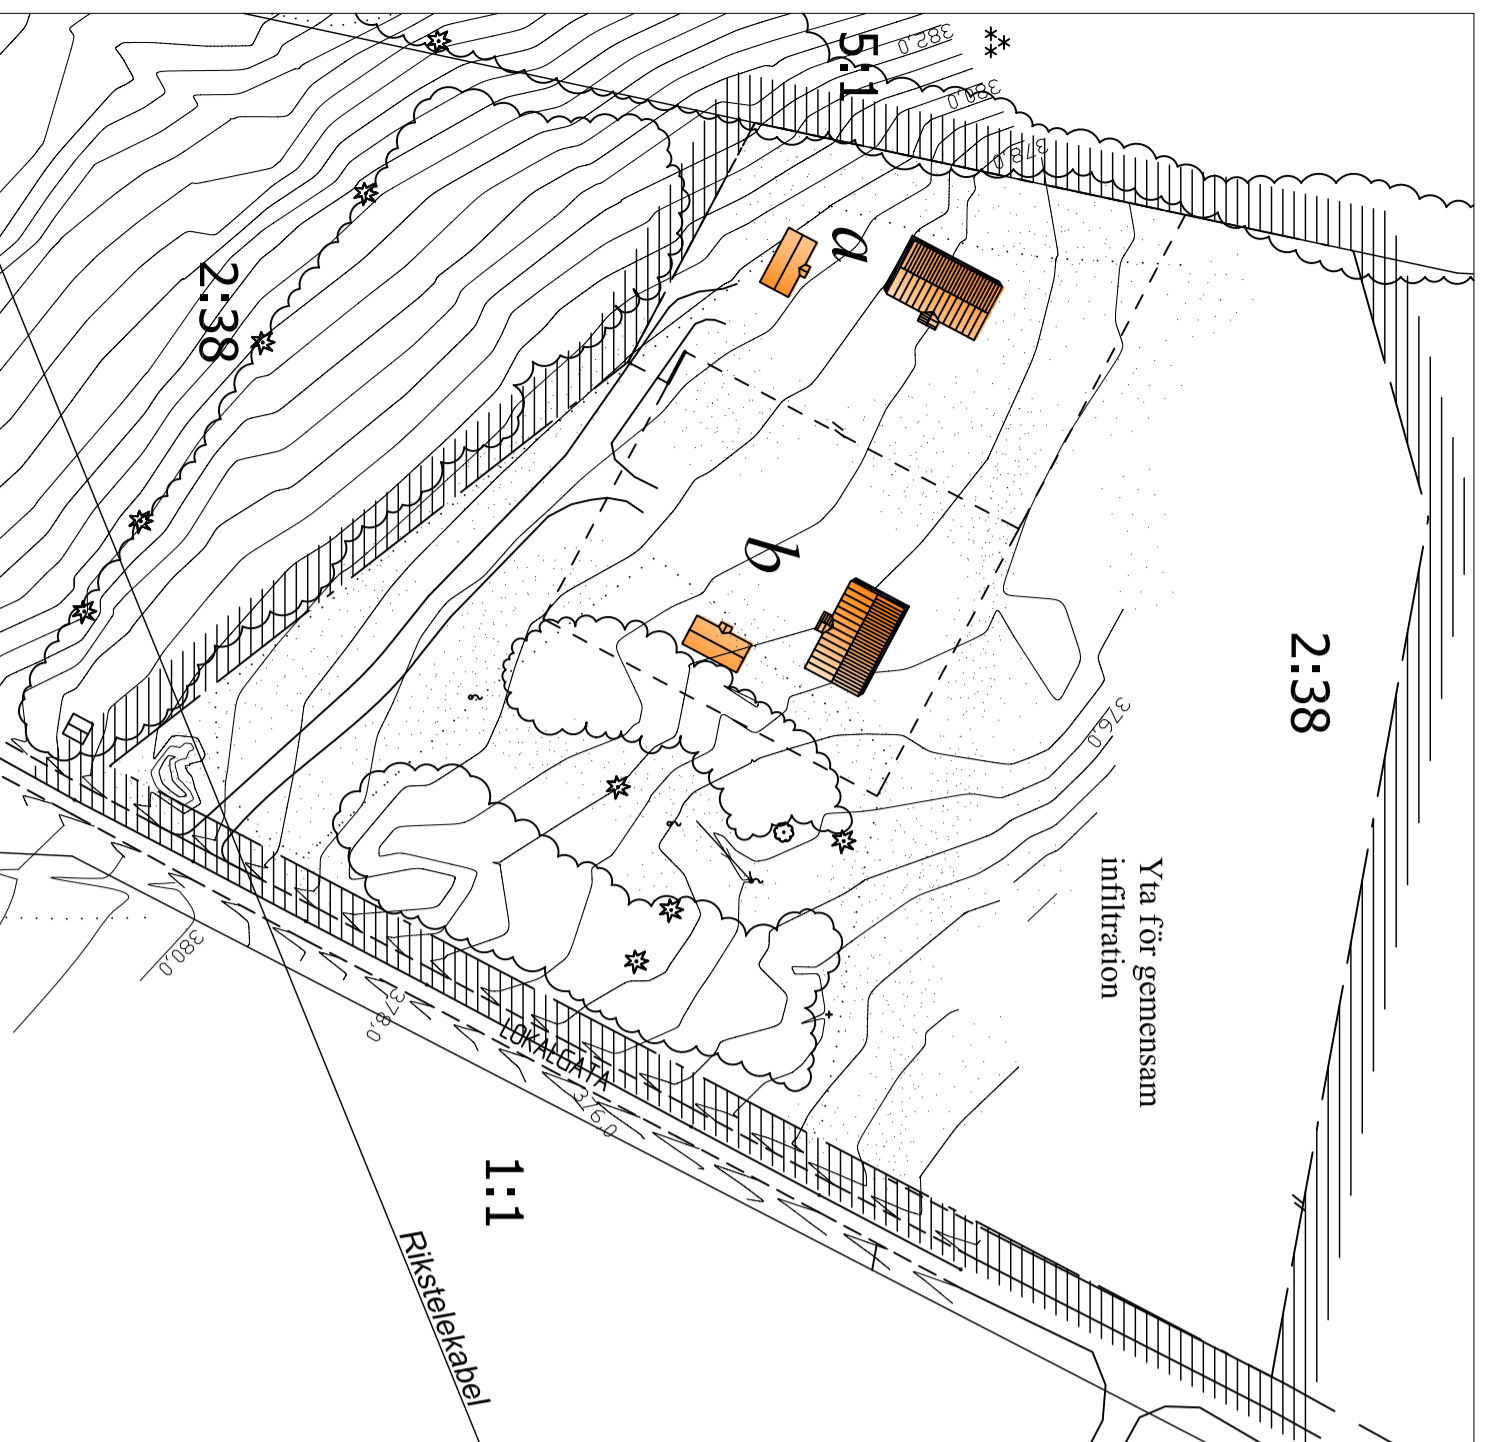 5:1
382,0
380,0
378,0
a
2:38
b
2:38
376,0
Yta för gemensam
infiltration
380,0
378,0
LOKALGATA
376,0
1:1
Rikstelekabel